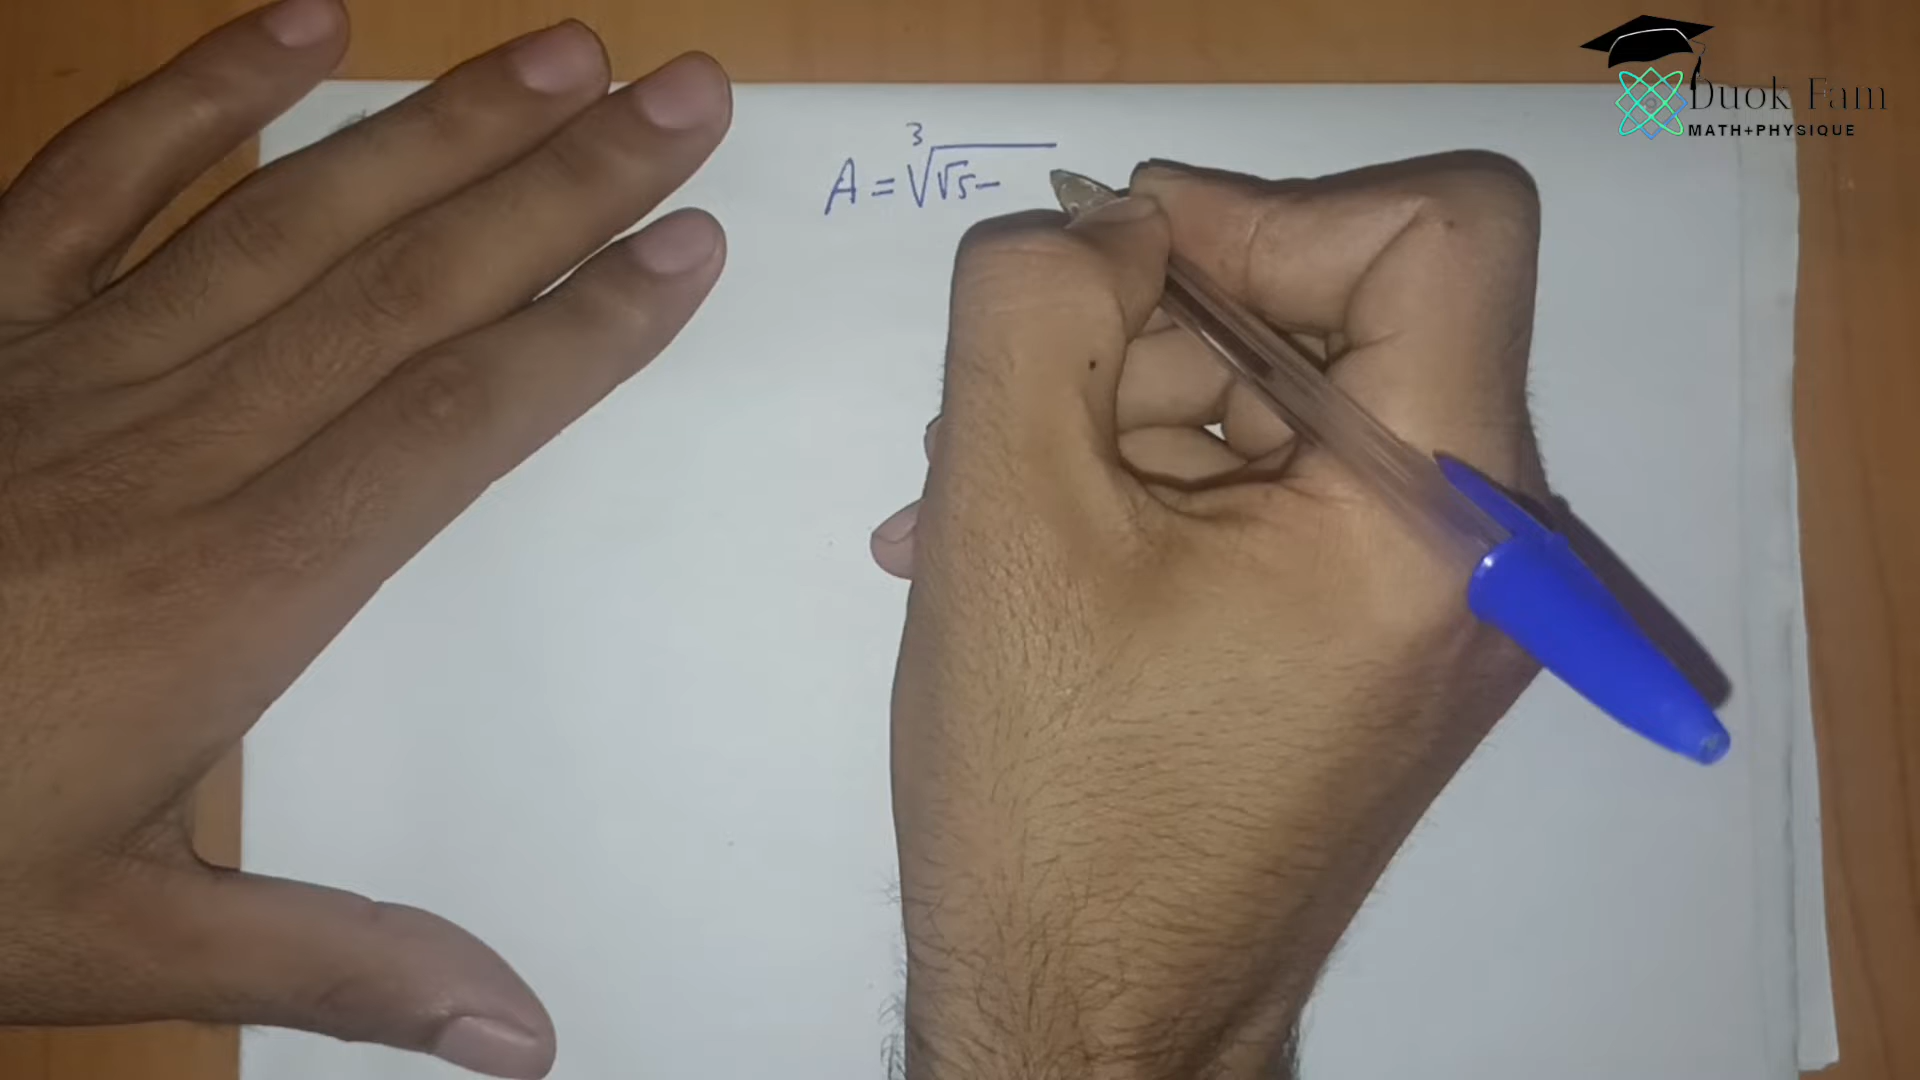 Duok Fam
MATH+PHYSIQUE
A = ∛(√5 -